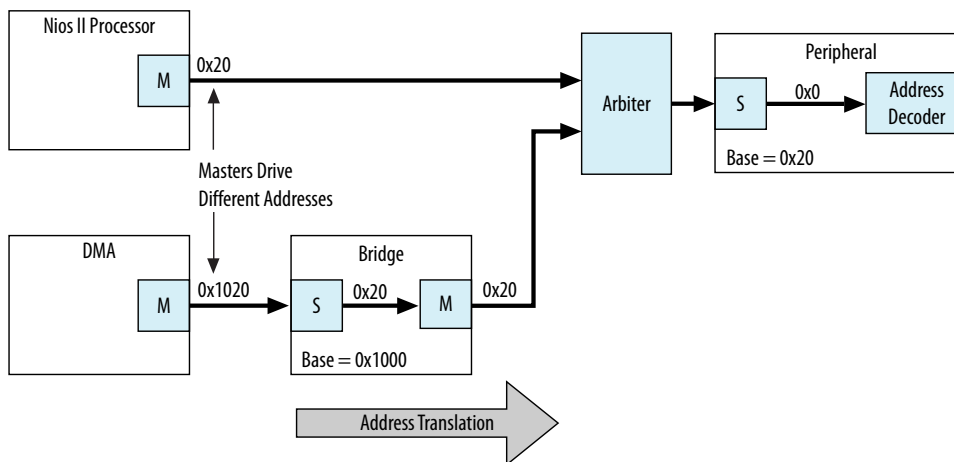 Nios II Processor
M
0x20
Arbiter
Peripheral
S
0x0
Address
Decoder
Base = 0x20
Masters Drive
Different Addresses
DMA
M
0x1020
Bridge
S
0x20
M
0x20
Base = 0x1000
Address Translation